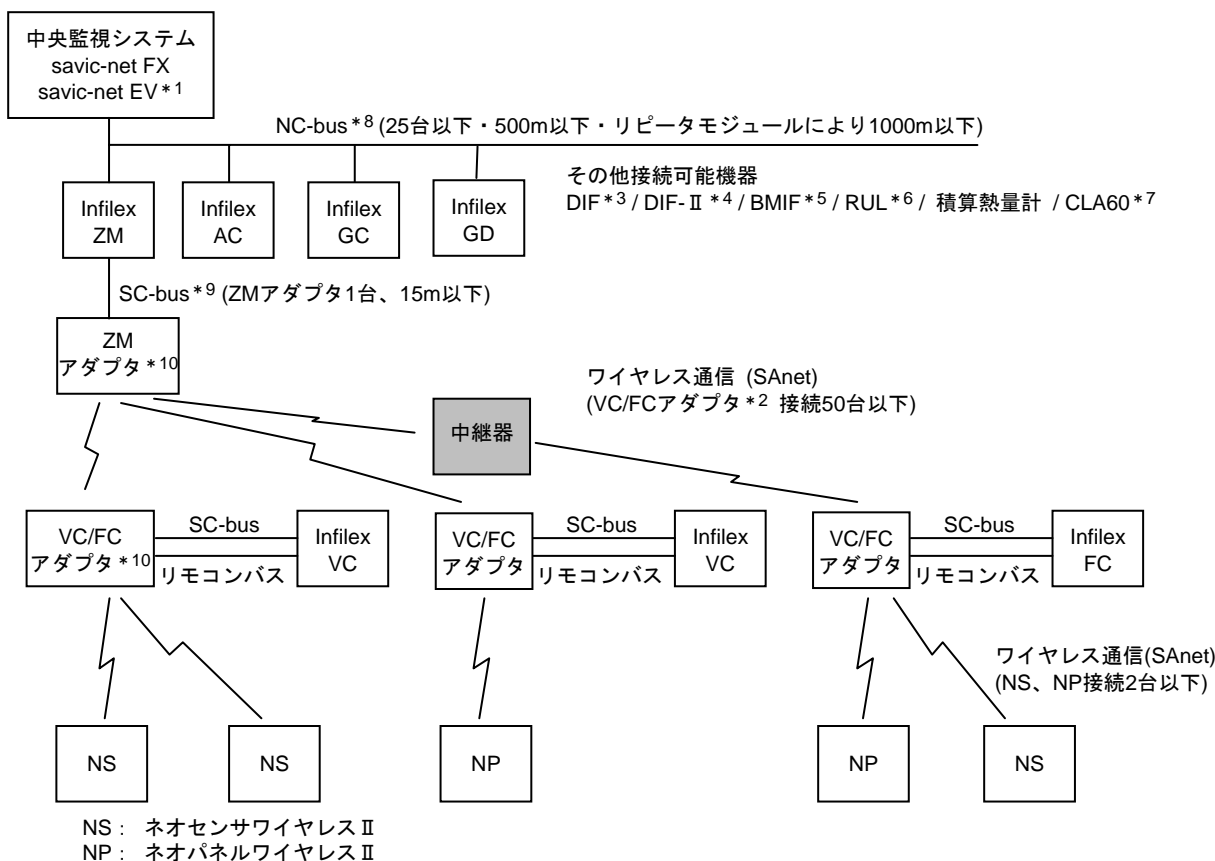 中央監視システム
savic-net FX
savic-net EV*1
NC-bus*8 (25台以下・500m以下・リピータモジュールにより1000m以下)
Infilex
ZM
Infilex
AC
Infilex
GC
Infilex
GD
その他接続可能機器
DIF*3 / DIF-Ⅱ*4 / BMIF*5 / RUL*6 / 積算熱量計 / CLA60*7
SC-bus*9 (ZMアダプタ1台、15m以下)
ZM
アダプタ*10
ワイヤレス通信 (SAnet)
(VC/FCアダプタ*2 接続50台以下)
中継器
VC/FC
アダプタ*10
SC-bus
リモコンバス
Infilex
VC
VC/FC
アダプタ
SC-bus
リモコンバス
Infilex
VC
VC/FC
アダプタ
SC-bus
リモコンバス
Infilex
FC
ワイヤレス通信(SAnet)
(NS、NP接続2台以下)
NS
NS
NP
NP
NS
NS : ネオセンサワイヤレスⅡ
NP : ネオパネルワイヤレスⅡ